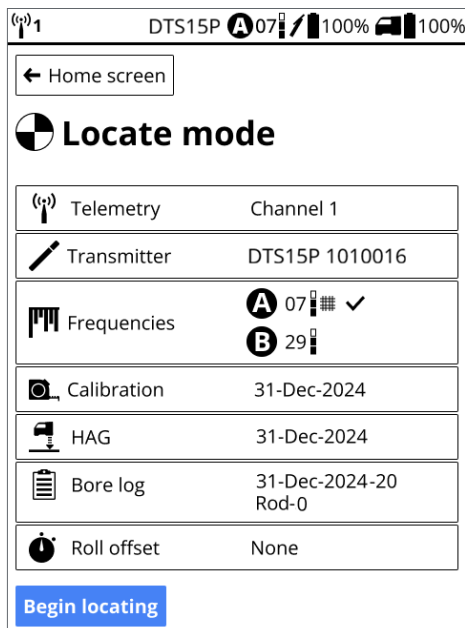 1 DTS15P A 07 100% 100%
← Home screen
Locate mode
Telemetry Channel 1
Transmitter DTS15P 1010016
Frequencies A 07 ✓
B 29
Calibration 31-Dec-2024
HAG 31-Dec-2024
Bore log 31-Dec-2024-20
Rod-0
Roll offset None
Begin locating